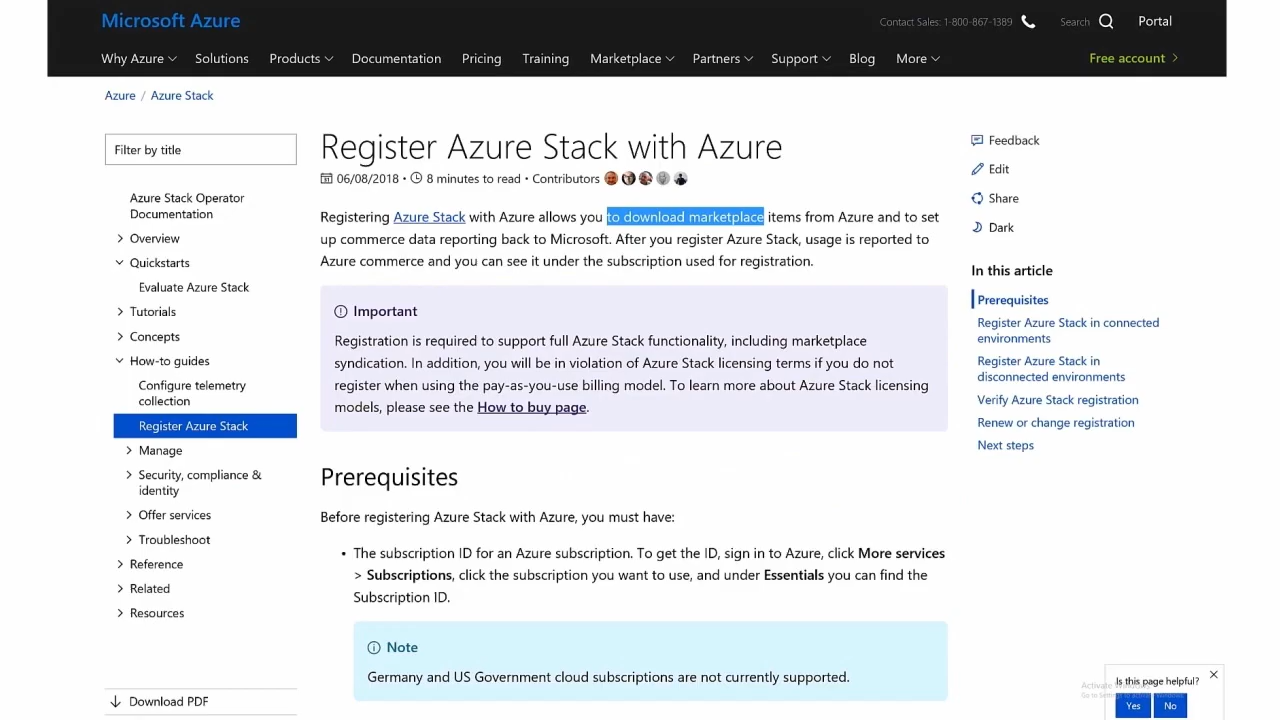 Microsoft Azure
Contact Sales: 1-800-867-1389
Search
Portal
Why Azure
Solutions
Products
Documentation
Pricing
Training
Marketplace
Partners
Support
Blog
More
Free account
Azure / Azure Stack
Filter by title
Azure Stack Operator
Documentation
Overview
Quickstarts
Evaluate Azure Stack
Tutorials
Concepts
How-to guides
Configure telemetry
collection
Register Azure Stack
Manage
Security, compliance &
identity
Offer services
Troubleshoot
Reference
Related
Resources
Download PDF
Register Azure Stack with Azure
06/08/2018 • 8 minutes to read • Contributors
Registering Azure Stack with Azure allows you to download marketplace items from Azure and to set
up commerce data reporting back to Microsoft. After you register Azure Stack, usage is reported to
Azure commerce and you can see it under the subscription used for registration.
Important
Registration is required to support full Azure Stack functionality, including marketplace
syndication. In addition, you will be in violation of Azure Stack licensing terms if you do not
register when using the pay-as-you-use billing model. To learn more about Azure Stack licensing
models, please see the How to buy page.
Prerequisites
Before registering Azure Stack with Azure, you must have:
• The subscription ID for an Azure subscription. To get the ID, sign in to Azure, click More services
> Subscriptions, click the subscription you want to use, and under Essentials you can find the
Subscription ID.
Note
Germany and US Government cloud subscriptions are not currently supported.
Feedback
Edit
Share
Dark
In this article
Prerequisites
Register Azure Stack in connected
environments
Register Azure Stack in
disconnected environments
Verify Azure Stack registration
Renew or change registration
Next steps
Is this page helpful?
Yes
No